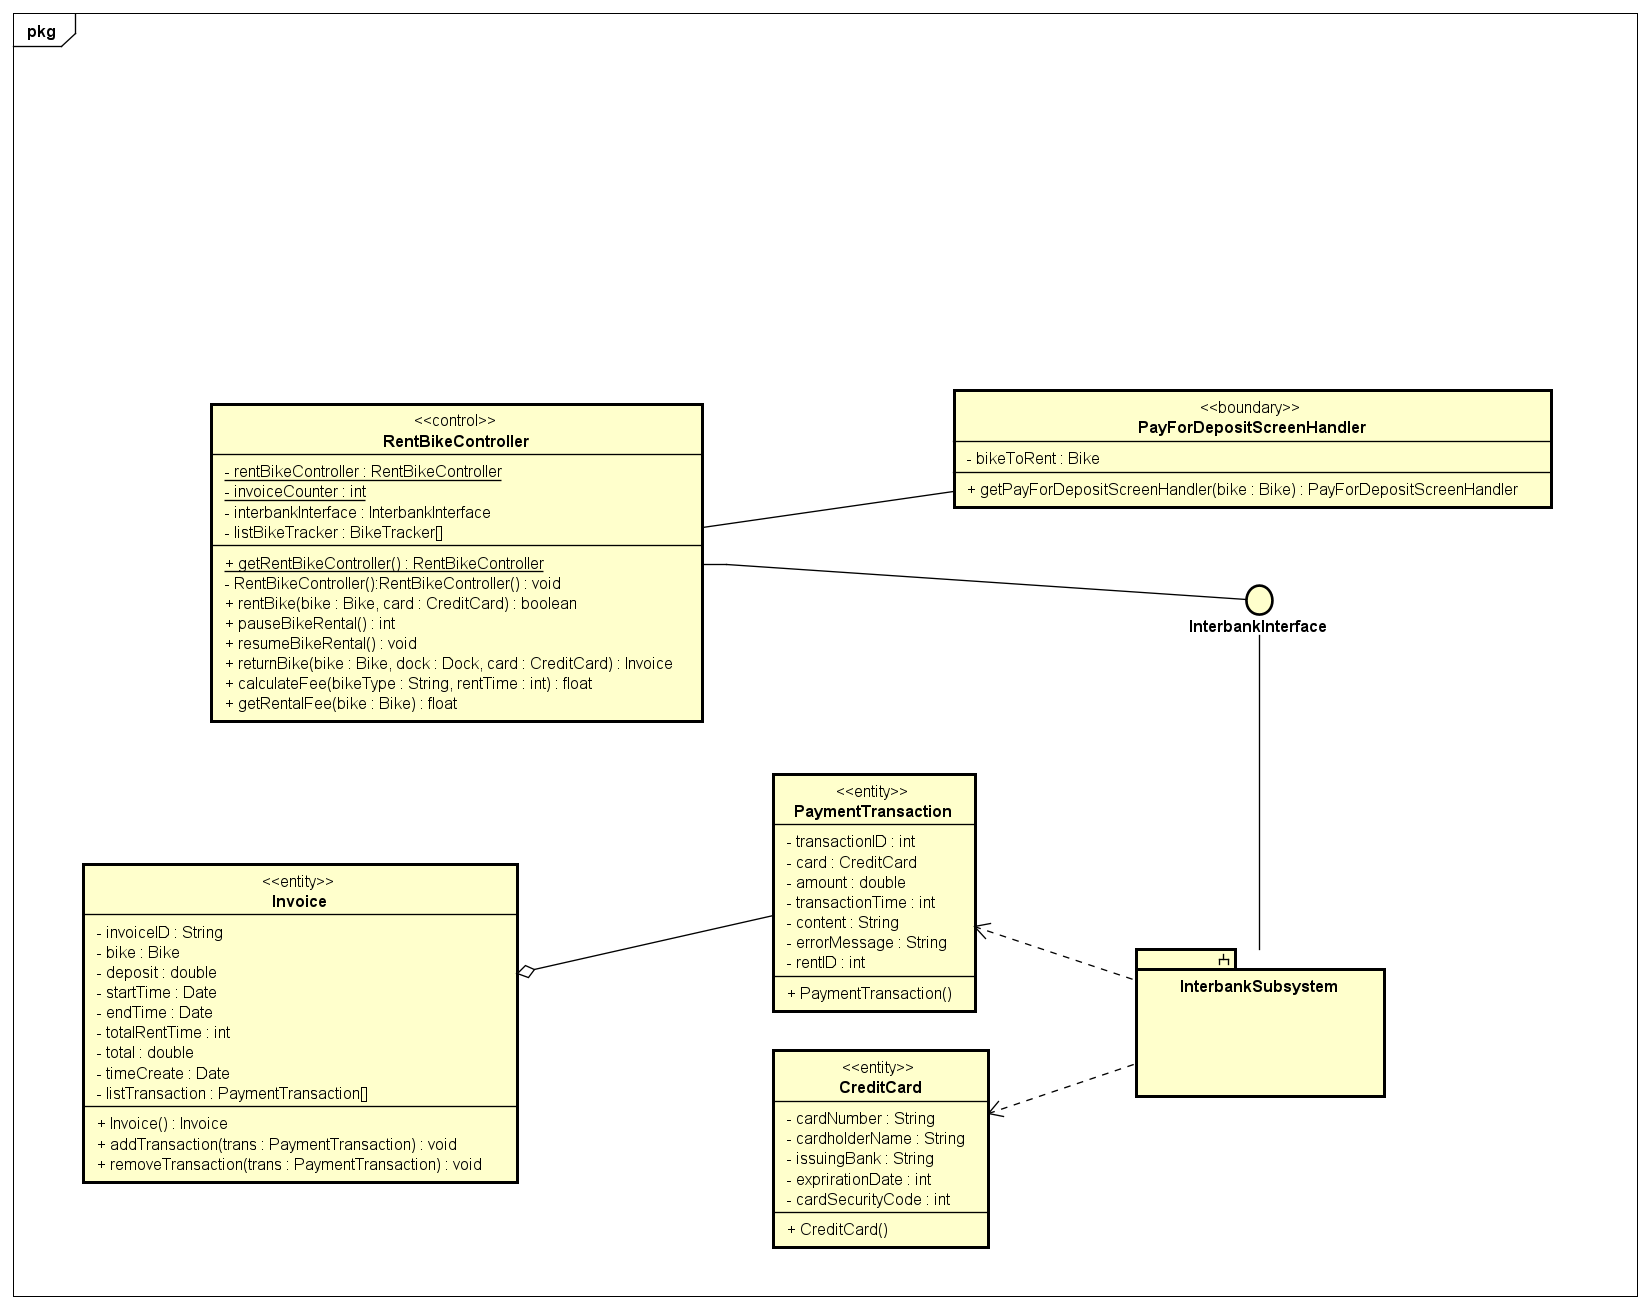 pkg
<<control>>
RentBikeController
- rentBikeController : RentBikeController
- invoiceCounter : int
- interbankInterface : InterbankInterface
- listBikeTracker : BikeTracker[]
+ getRentBikeController() : RentBikeController
- RentBikeController():RentBikeController() : void
+ rentBike(bike : Bike, card : CreditCard) : boolean
+ pauseBikeRental() : int
+ resumeBikeRental() : void
+ returnBike(bike : Bike, dock : Dock, card : CreditCard) : Invoice
+ calculateFee(bikeType : String, rentTime : int) : float
+ getRentalFee(bike : Bike) : float
<<boundary>>
PayForDepositScreenHandler
- bikeToRent : Bike
+ getPayForDepositScreenHandler(bike : Bike) : PayForDepositScreenHandler
InterbankInterface
<<entity>>
PaymentTransaction
- transactionID : int
- card : CreditCard
- amount : double
- transactionTime : int
- content : String
- errorMessage : String
- rentID : int
+ PaymentTransaction()
<<entity>>
Invoice
- invoiceID : String
- bike : Bike
- deposit : double
- startTime : Date
- endTime : Date
- totalRentTime : int
- total : double
- timeCreate : Date
- listTransaction : PaymentTransaction[]
+ Invoice() : Invoice
+ addTransaction(trans : PaymentTransaction) : void
+ removeTransaction(trans : PaymentTransaction) : void
InterbankSubsystem
<<entity>>
CreditCard
- cardNumber : String
- cardholderName : String
- issuingBank : String
- exprirationDate : int
- cardSecurityCode : int
+ CreditCard()